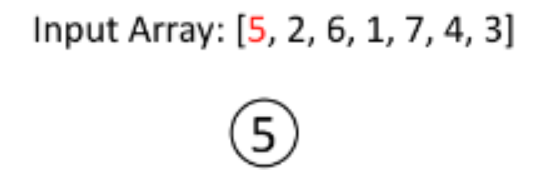 Input Array: [5, 2, 6, 1, 7, 4, 3]
5